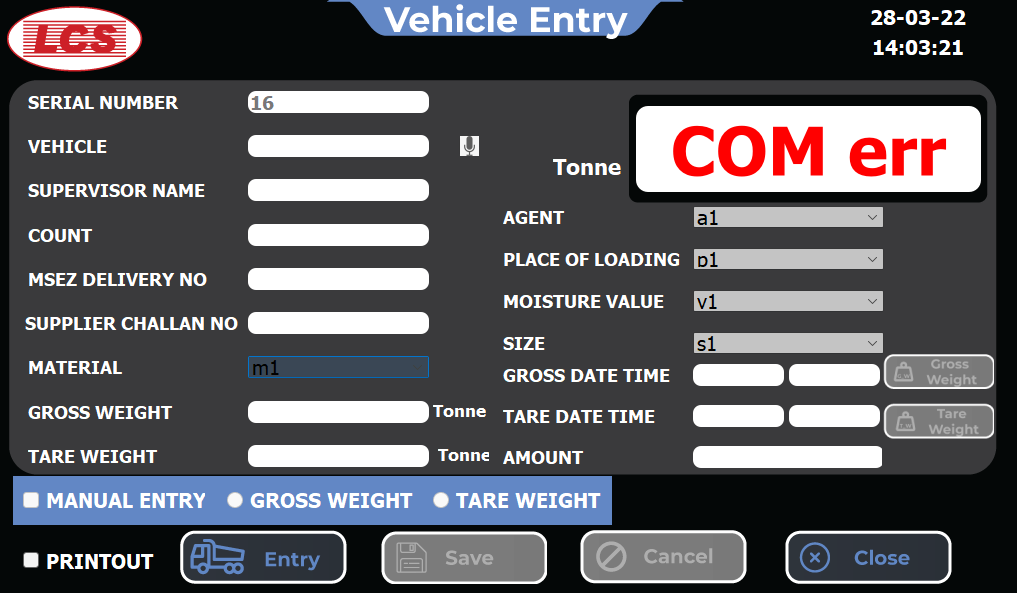 LCS
Vehicle Entry
28-03-22
14:03:21
SERIAL NUMBER 16
VEHICLE
SUPERVISOR NAME
COUNT
MSEZ DELIVERY NO
SUPPLIER CHALLAN NO
MATERIAL m1
GROSS WEIGHT Tonne
TARE WEIGHT Tonne
Tonne COM err
AGENT a1
PLACE OF LOADING p1
MOISTURE VALUE v1
SIZE s1
GROSS DATE TIME
Gross
Weight
TARE DATE TIME
Tare
Weight
AMOUNT
MANUAL ENTRY GROSS WEIGHT TARE WEIGHT
PRINTOUT Entry Save Cancel Close